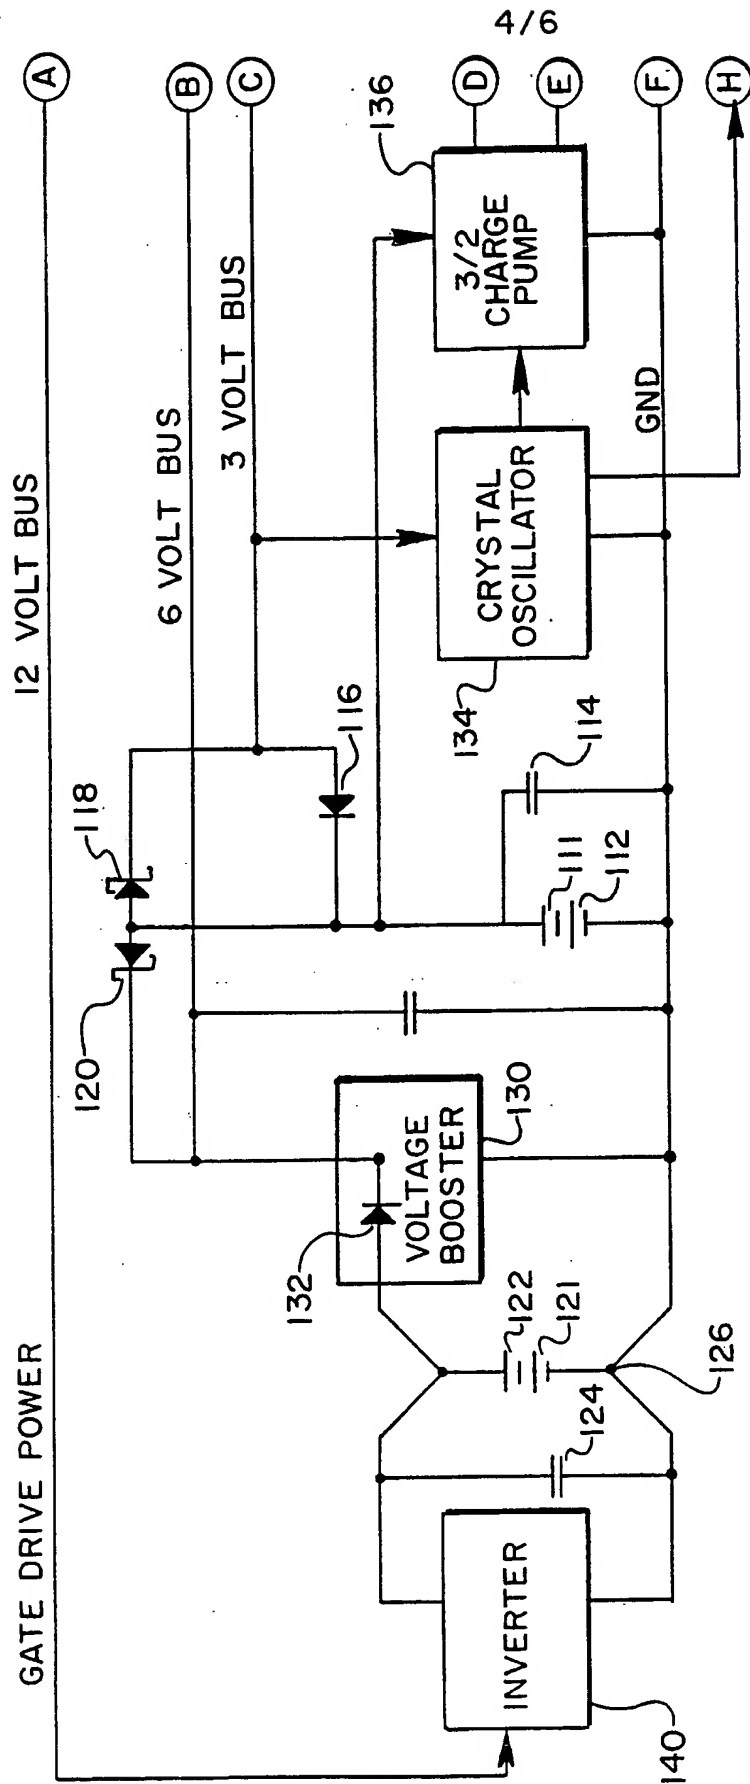 4/6
GATE DRIVE POWER
12 VOLT BUS
A
6 VOLT BUS
B
3 VOLT BUS
C
120
118
116
136
D
E
F
H
132
VOLTAGE
BOOSTER
130
122
121
124
126
INVERTER
140
111
112
114
134
CRYSTAL
OSCILLATOR
3/2
CHARGE
PUMP
GND